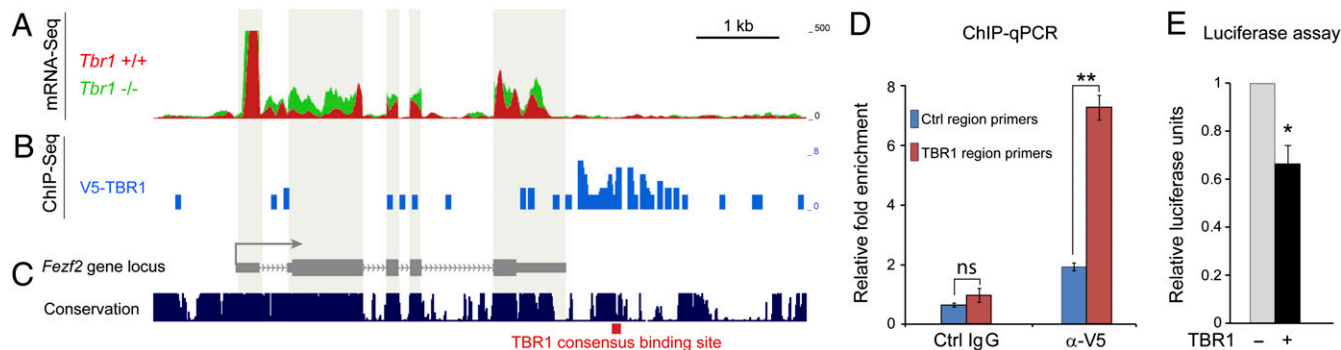 A
mRNA-Seq
Tbr1 +/+
Tbr1 -/-
1 kb
500
0
B
ChIP-Seq
V5-TBR1
8
0
Fezf2 gene locus
C
Conservation
TBR1 consensus binding site
D
ChIP-qPCR
Relative fold enrichment
8
6
4
2
0
Ctrl region primers
TBR1 region primers
ns
**
Ctrl IgG
α-V5
E
Luciferase assay
Relative luciferase units
1
0.8
0.6
0.4
0.2
0
*
TBR1 – +